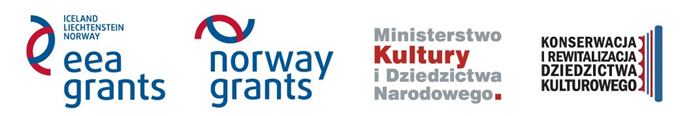 ICELAND
LIECHTENSTEIN
NORWAY
eea
grants
norway
grants
Ministerstwo
Kultury
i Dziedzictwa
Narodowego.
KONSERWACJA
I REWITALIZACJA
DZIEDZICTWA
KULTUROWEGO